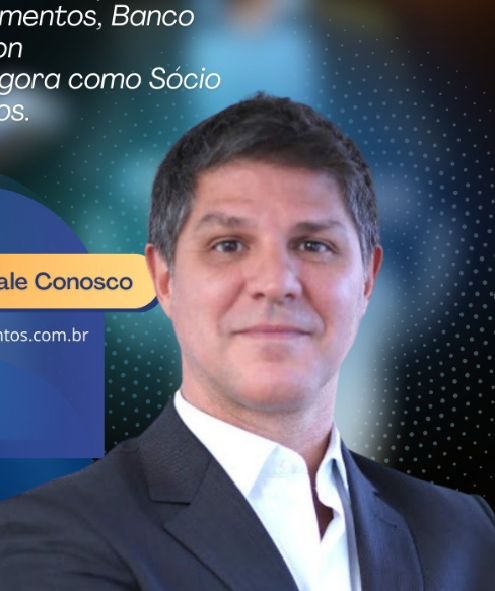 mentos, Banco
on
gora como Sócio
os.
ale Conosco
ntos.com.br